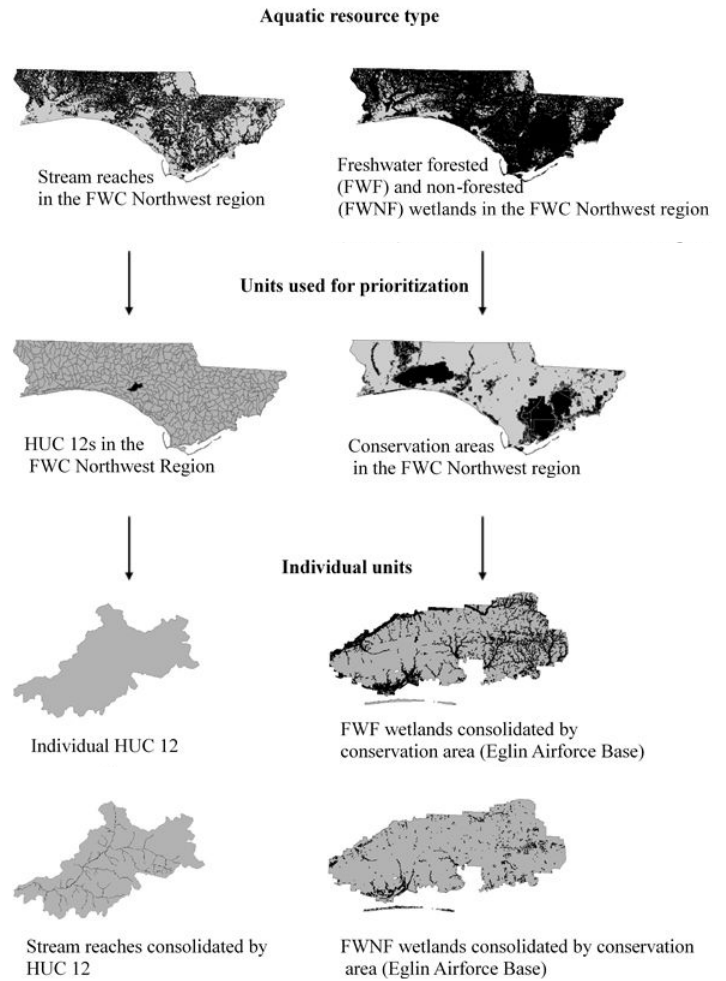 Aquatic resource type
Stream reaches
in the FWC Northwest region
Freshwater forested
(FWF) and non-forested
(FWNF) wetlands in the FWC Northwest region
Units used for prioritization
HUC 12s in the
FWC Northwest Region
Conservation areas
in the FWC Northwest region
Individual units
Individual HUC 12
FWF wetlands consolidated by
conservation area (Eglin Airforce Base)
Stream reaches consolidated by
HUC 12
FWNF wetlands consolidated by conservation
area (Eglin Airforce Base)